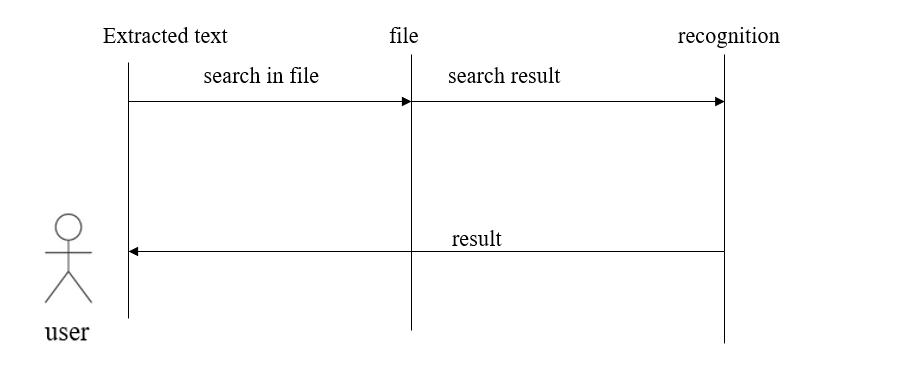 Extracted text
file
recognition
search in file
search result
result
user